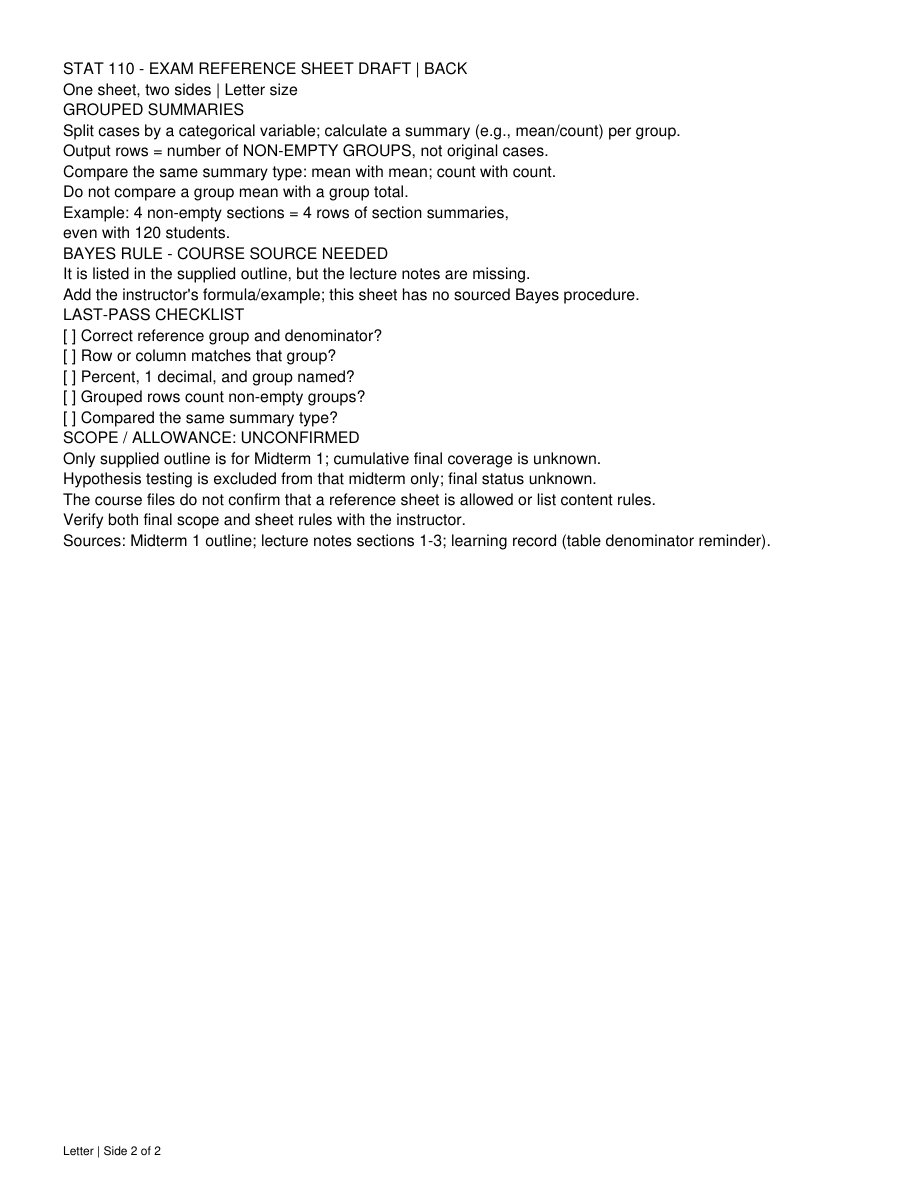 STAT 110 - EXAM REFERENCE SHEET DRAFT | BACK
One sheet, two sides | Letter size
GROUPED SUMMARIES
Split cases by a categorical variable; calculate a summary (e.g., mean/count) per group.
Output rows = number of NON-EMPTY GROUPS, not original cases.
Compare the same summary type: mean with mean; count with count.
Do not compare a group mean with a group total.
Example: 4 non-empty sections = 4 rows of section summaries,
even with 120 students.
BAYES RULE - COURSE SOURCE NEEDED
It is listed in the supplied outline, but the lecture notes are missing.
Add the instructor's formula/example; this sheet has no sourced Bayes procedure.
LAST-PASS CHECKLIST
[ ] Correct reference group and denominator?
[ ] Row or column matches that group?
[ ] Percent, 1 decimal, and group named?
[ ] Grouped rows count non-empty groups?
[ ] Compared the same summary type?
SCOPE / ALLOWANCE: UNCONFIRMED
Only supplied outline is for Midterm 1; cumulative final coverage is unknown.
Hypothesis testing is excluded from that midterm only; final status unknown.
The course files do not confirm that a reference sheet is allowed or list content rules.
Verify both final scope and sheet rules with the instructor.
Sources: Midterm 1 outline; lecture notes sections 1-3; learning record (table denominator reminder).
Letter | Side 2 of 2